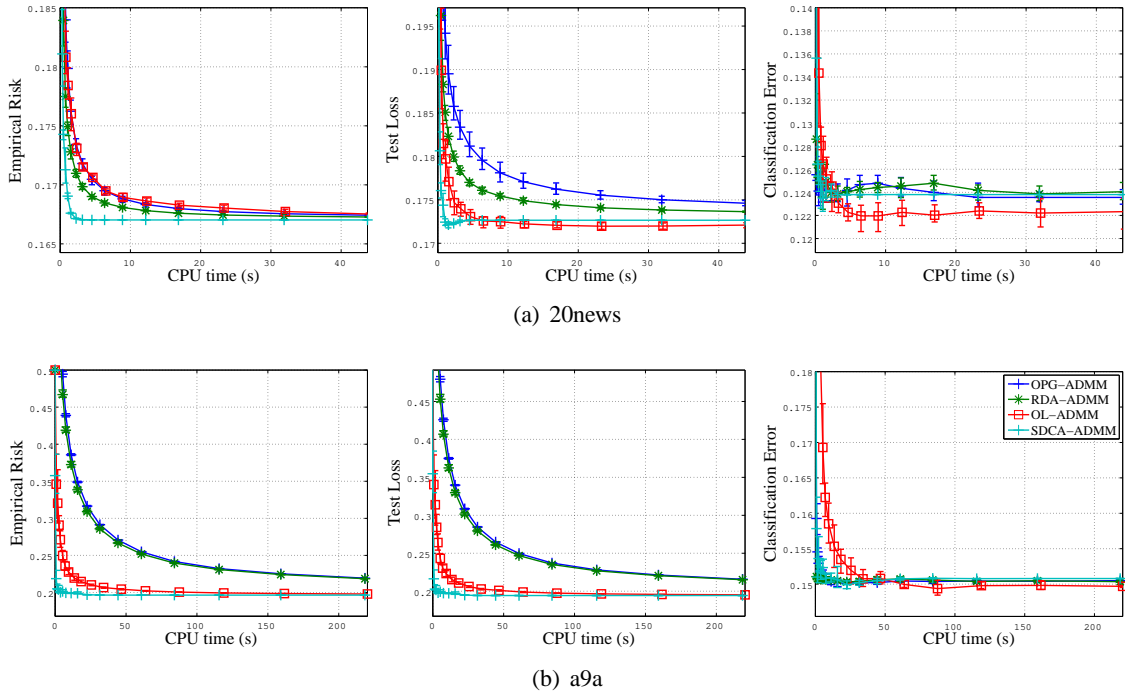 Empirical Risk
0.185
0.18
0.175
0.17
0.165
0 10 20 30 40
CPU time (s)
Test Loss
0.195
0.19
0.185
0.18
0.175
0.17
0 10 20 30 40
CPU time (s)
Classification Error
0.14
0.138
0.136
0.134
0.132
0.13
0.128
0.126
0.124
0.122
0.12
0 10 20 30 40
CPU time (s)
(a) 20news
Empirical Risk
0.5
0.45
0.4
0.35
0.3
0.25
0.2
0 50 100 150 200
CPU time (s)
Test Loss
0.45
0.4
0.35
0.3
0.25
0.2
0 50 100 150 200
CPU time (s)
Classification Error
0.18
0.175
0.17
0.165
0.16
0.155
0.15
0 50 100 150 200
CPU time (s)
OPG−ADMM
RDA−ADMM
OL−ADMM
SDCA−ADMM
(b) a9a